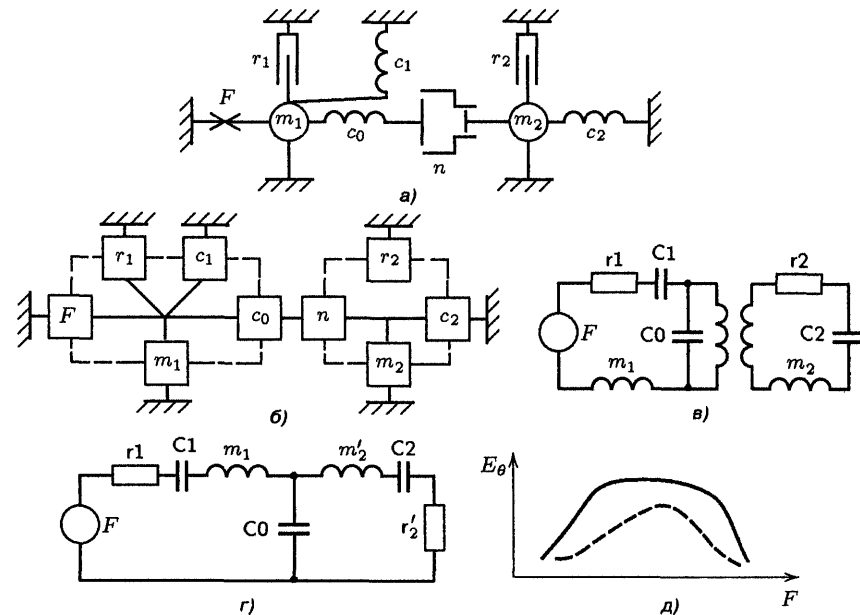 r₁
c₁
r₂
F
m₁
c₀
n
m₂
c₂
а)
r₁
c₁
r₂
F
c₀
n
c₂
m₁
m₂
б)
r1
C1
r2
F
C0
C2
m₁
m₂
в)
r1
C1
m₁
m′₂
C2
F
C0
r′₂
г)
E_θ
F
д)